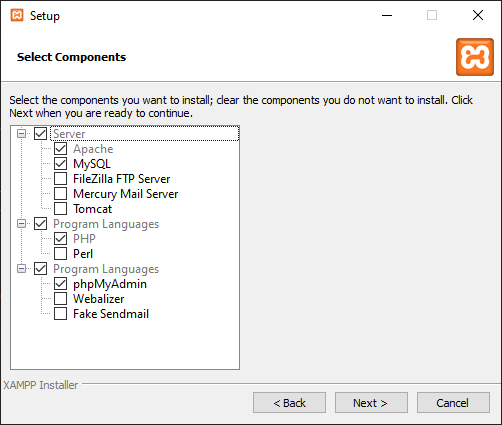 Setup
Select Components
Select the components you want to install; clear the components you do not want to install. Click
Next when you are ready to continue.
Server
Apache
MySQL
FileZilla FTP Server
Mercury Mail Server
Tomcat
Program Languages
PHP
Perl
Program Languages
phpMyAdmin
Webalizer
Fake Sendmail
XAMPP Installer
< Back
Next >
Cancel